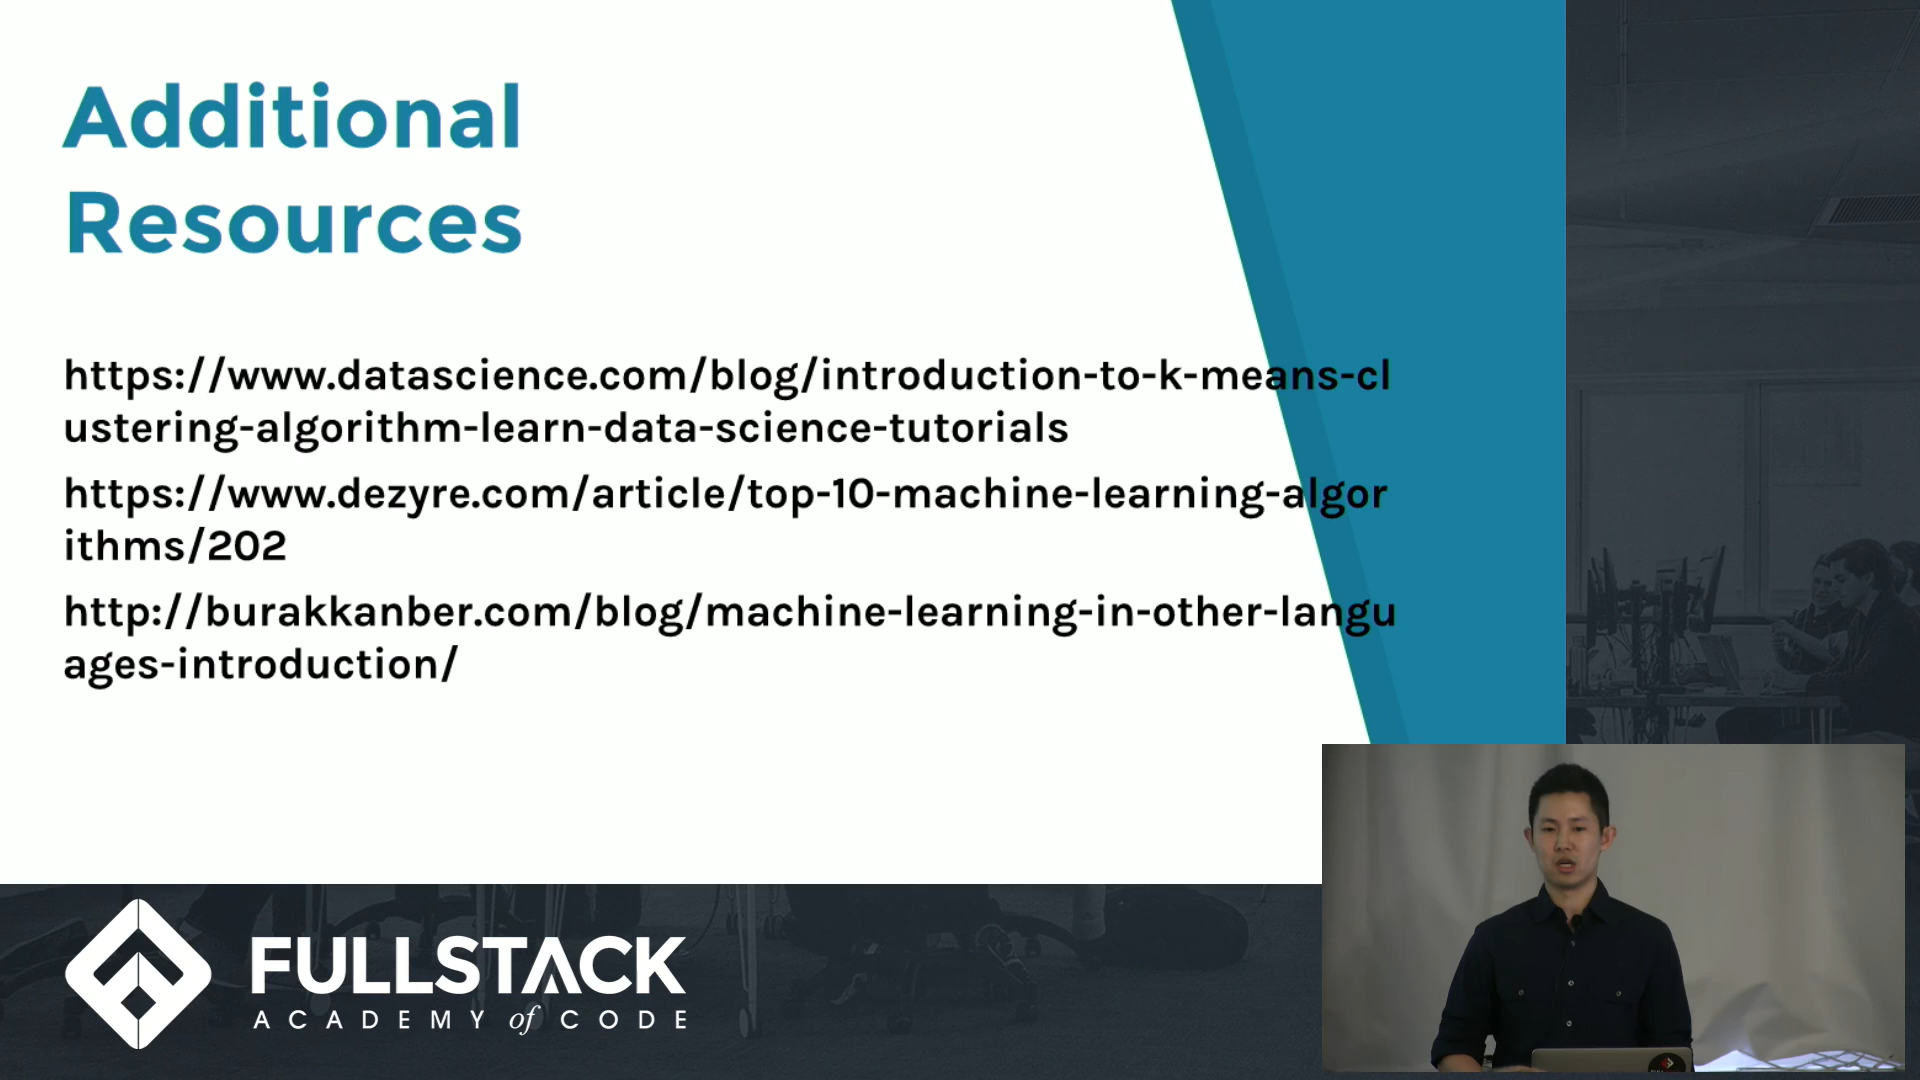 Additional
Resources
https://www.datascience.com/blog/introduction-to-k-means-cl
ustering-algorithm-learn-data-science-tutorials
https://www.dezyre.com/article/top-10-machine-learning-algor
ithms/202
http://burakkanber.com/blog/machine-learning-in-other-langu
ages-introduction/
FULLSTACK
ACADEMY of CODE